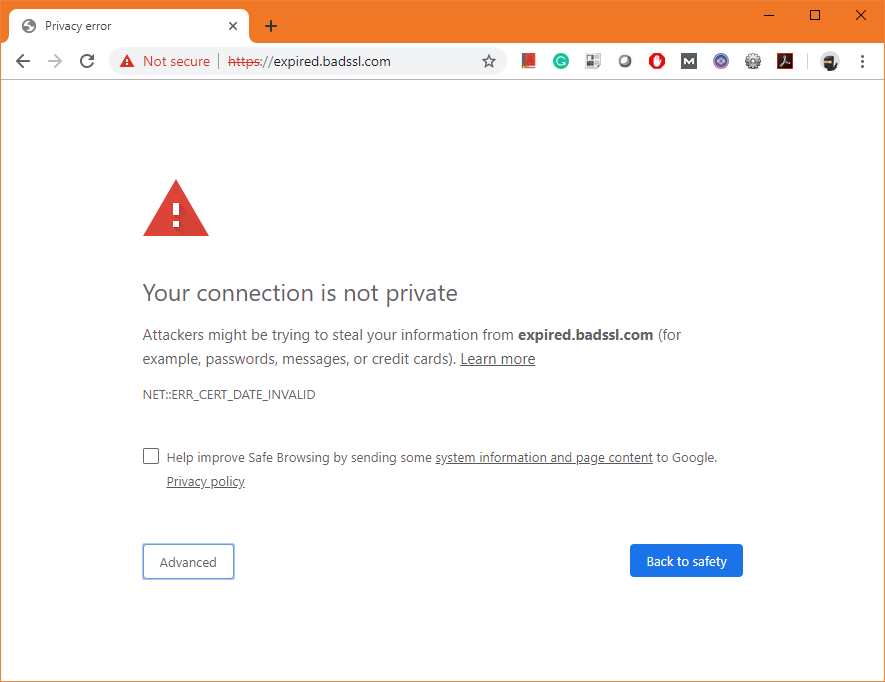 Privacy error
Not secure | https://expired.badssl.com
Your connection is not private
Attackers might be trying to steal your information from expired.badssl.com (for
example, passwords, messages, or credit cards). Learn more
NET::ERR_CERT_DATE_INVALID
Help improve Safe Browsing by sending some system information and page content to Google.
Privacy policy
Advanced
Back to safety